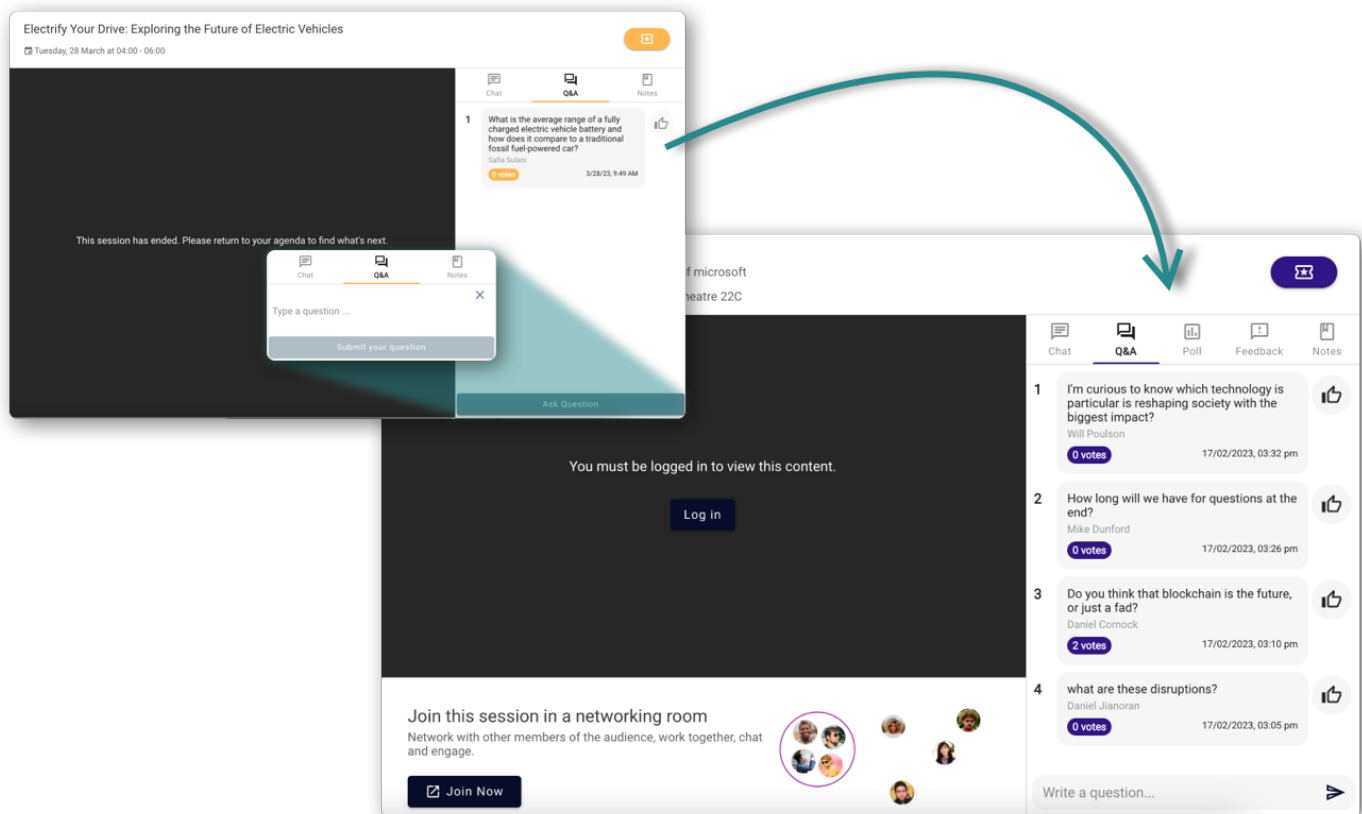 Electrify Your Drive: Exploring the Future of Electric Vehicles
Tuesday, 28 March at 04:00 - 06:00
Chat
Q&A
Notes
1
What is the average range of a fully
charged electric vehicle battery and
how does it compare to a traditional
fossil fuel-powered car?
Safia Sulani
0 votes
3/28/23, 9:49 AM
This session has ended. Please return to your agenda to find what's next.
Chat
Q&A
Notes
Type a question ...
Submit your question
Ask Question
f microsoft
heatre 22C
Chat
Q&A
Poll
Feedback
Notes
You must be logged in to view this content.
Log in
1
I'm curious to know which technology is
particular is reshaping society with the
biggest impact?
Will Poulson
0 votes
17/02/2023, 03:32 pm
2
How long will we have for questions at the
end?
Mike Dunford
0 votes
17/02/2023, 03:26 pm
3
Do you think that blockchain is the future,
or just a fad?
Daniel Cornock
2 votes
17/02/2023, 03:10 pm
4
what are these disruptions?
Daniel Jianoran
0 votes
17/02/2023, 03:05 pm
Write a question...
Join this session in a networking room
Network with other members of the audience, work together, chat
and engage.
Join Now